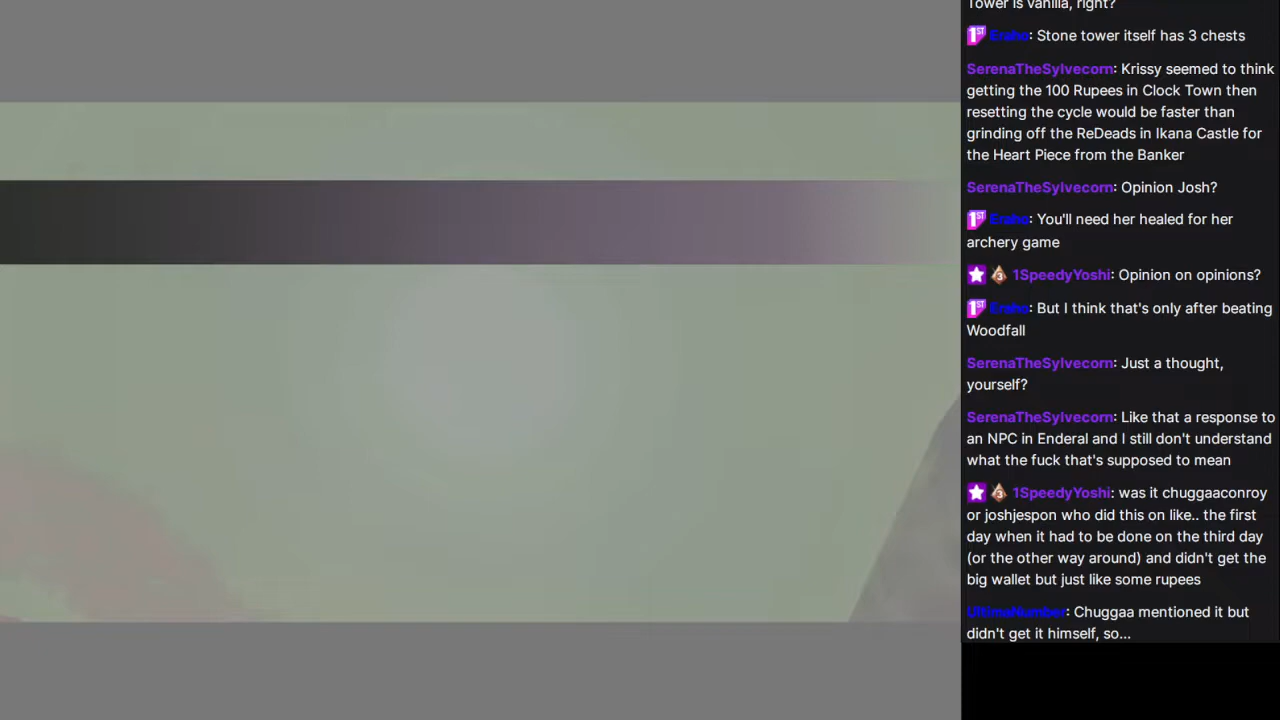 Tower is vanilla, right?
Eraho: Stone tower itself has 3 chests
SerenaTheSylvecorn: Krissy seemed to think
getting the 100 Rupees in Clock Town then
resetting the cycle would be faster than
grinding off the ReDeads in Ikana Castle for
the Heart Piece from the Banker
SerenaTheSylvecorn: Opinion Josh?
Eraho: You'll need her healed for her
archery game
1SpeedyYoshi: Opinion on opinions?
Eraho: But I think that's only after beating
Woodfall
SerenaTheSylvecorn: Just a thought,
yourself?
SerenaTheSylvecorn: Like that a response to
an NPC in Enderal and I still don't understand
what the fuck that's supposed to mean
1SpeedyYoshi: was it chuggaaconroy
or joshjespon who did this on like.. the first
day when it had to be done on the third day
(or the other way around) and didn't get the
big wallet but just like some rupees
UltimaNumber: Chuggaa mentioned it but
didn't get it himself, so...